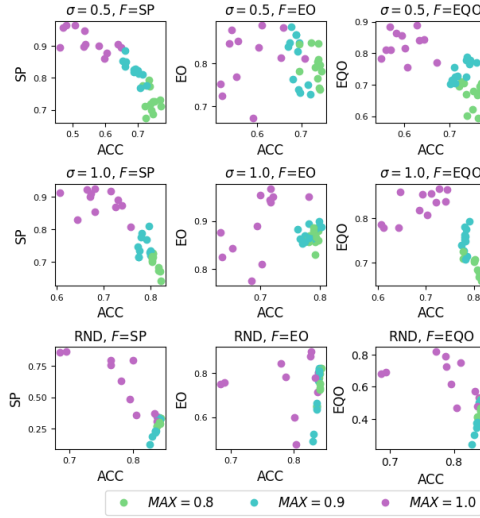 σ = 0.5, F=SP
σ = 0.5, F=EO
σ = 0.5, F=EQO
SP
0.9
0.8
0.7
0.5
0.6
0.7
ACC
EO
0.8
0.7
0.5
0.6
0.7
ACC
EQO
0.9
0.8
0.7
0.6
0.6
0.7
ACC
σ = 1.0, F=SP
σ = 1.0, F=EO
σ = 1.0, F=EQO
SP
0.9
0.8
0.7
0.6
0.7
0.8
ACC
EO
0.9
0.8
0.7
0.8
ACC
EQO
0.8
0.7
0.6
0.7
0.8
ACC
RND, F=SP
RND, F=EO
RND, F=EQO
SP
0.75
0.50
0.25
0.7
0.8
ACC
EO
0.8
0.6
0.7
0.8
ACC
EQO
0.8
0.6
0.4
0.7
0.8
ACC
MAX = 0.8
MAX = 0.9
MAX = 1.0